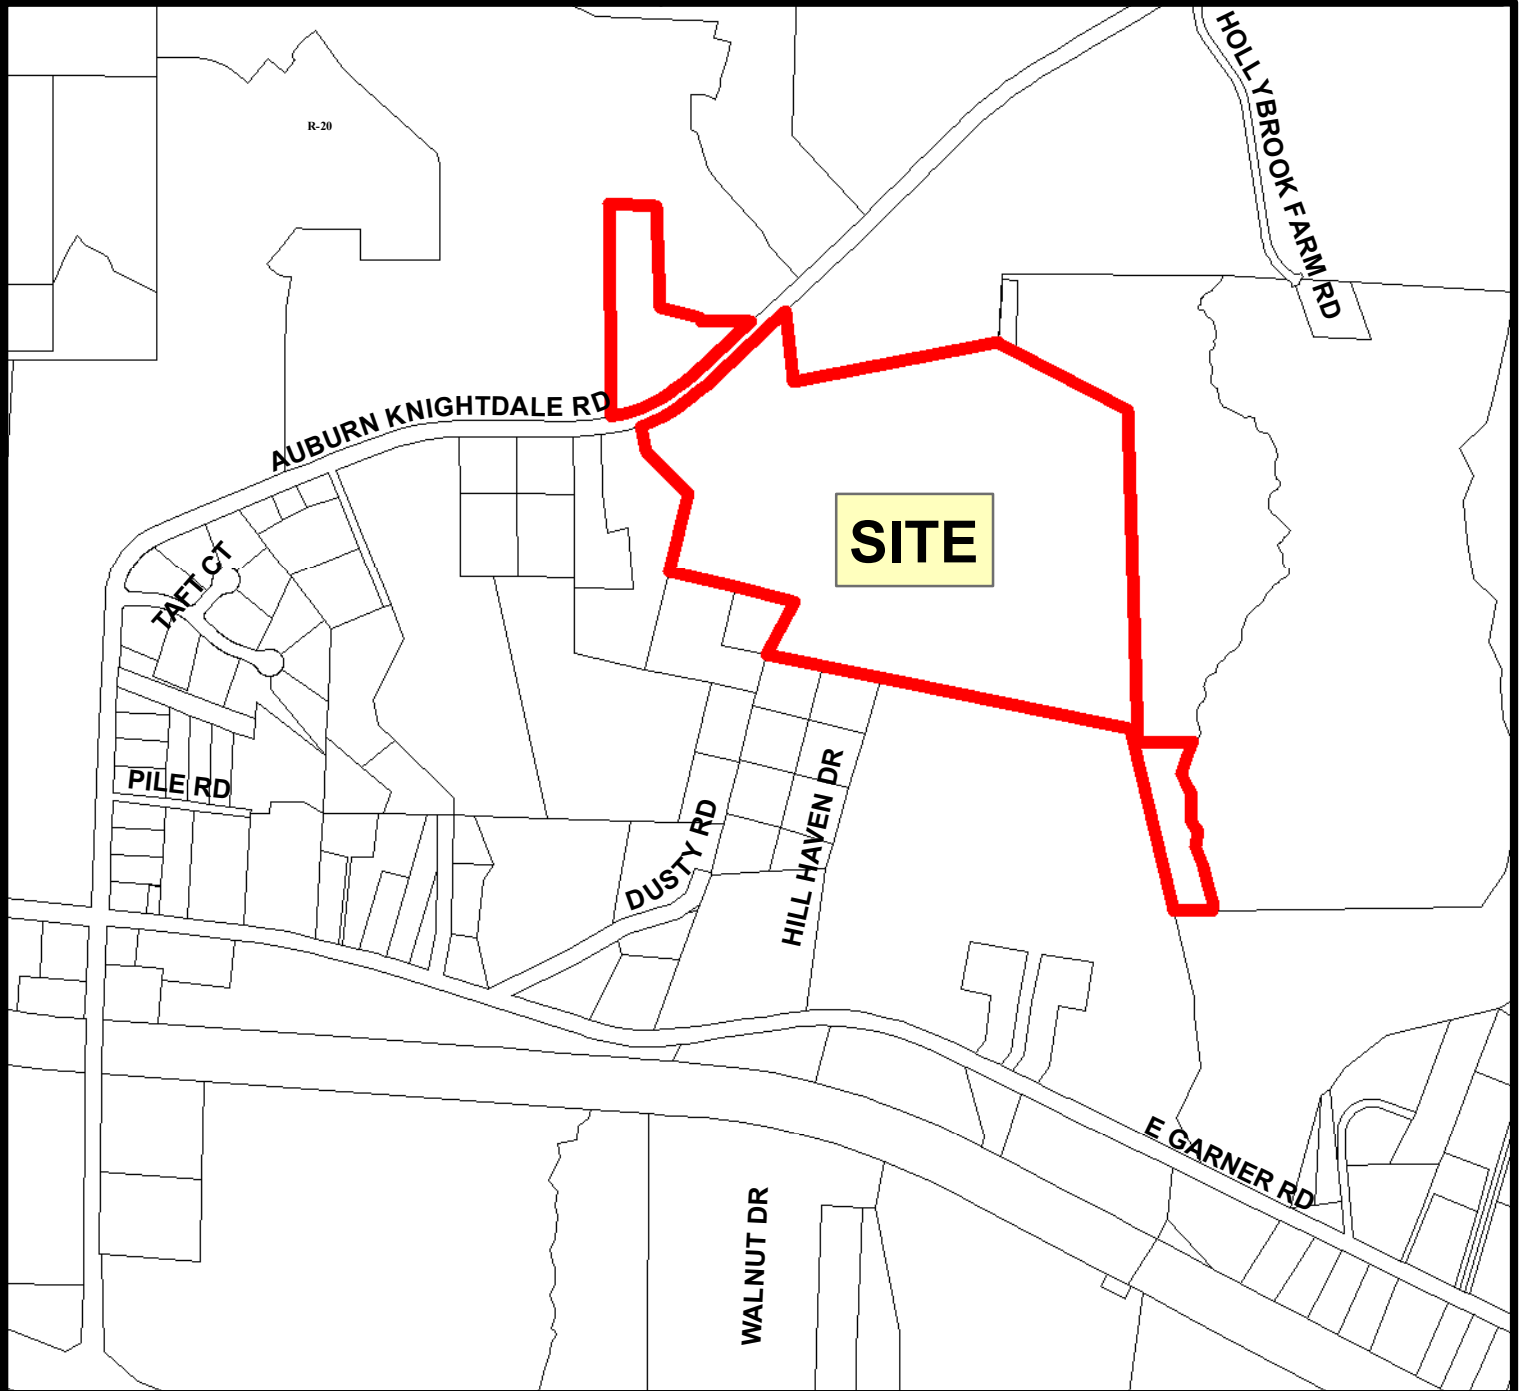 HOLLYBROOK FARM RD
R-20
AUBURN KNIGHTDALE RD
SITE
TAFT CT
PILE RD
DUSTY RD
HILL HAVEN DR
E GARNER RD
WALNUT DR